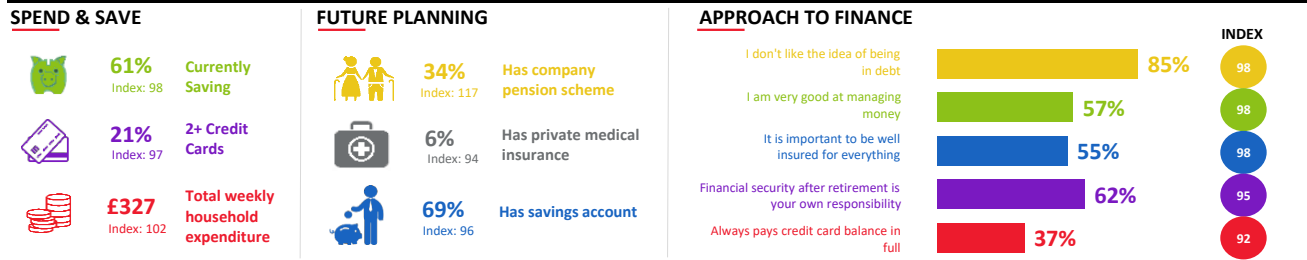 SPEND & SAVE
61%
Index: 98
Currently
Saving
21%
Index: 97
2+ Credit
Cards
£327
Index: 102
Total weekly
household
expenditure
FUTURE PLANNING
34%
Index: 117
Has company
pension scheme
6%
Index: 94
Has private medical
insurance
69%
Index: 96
Has savings account
APPROACH TO FINANCE
INDEX
I don't like the idea of being
in debt
85%
98
I am very good at managing
money
57%
98
It is important to be well
insured for everything
55%
98
Financial security after retirement is
your own responsibility
62%
95
Always pays credit card balance in
full
37%
92